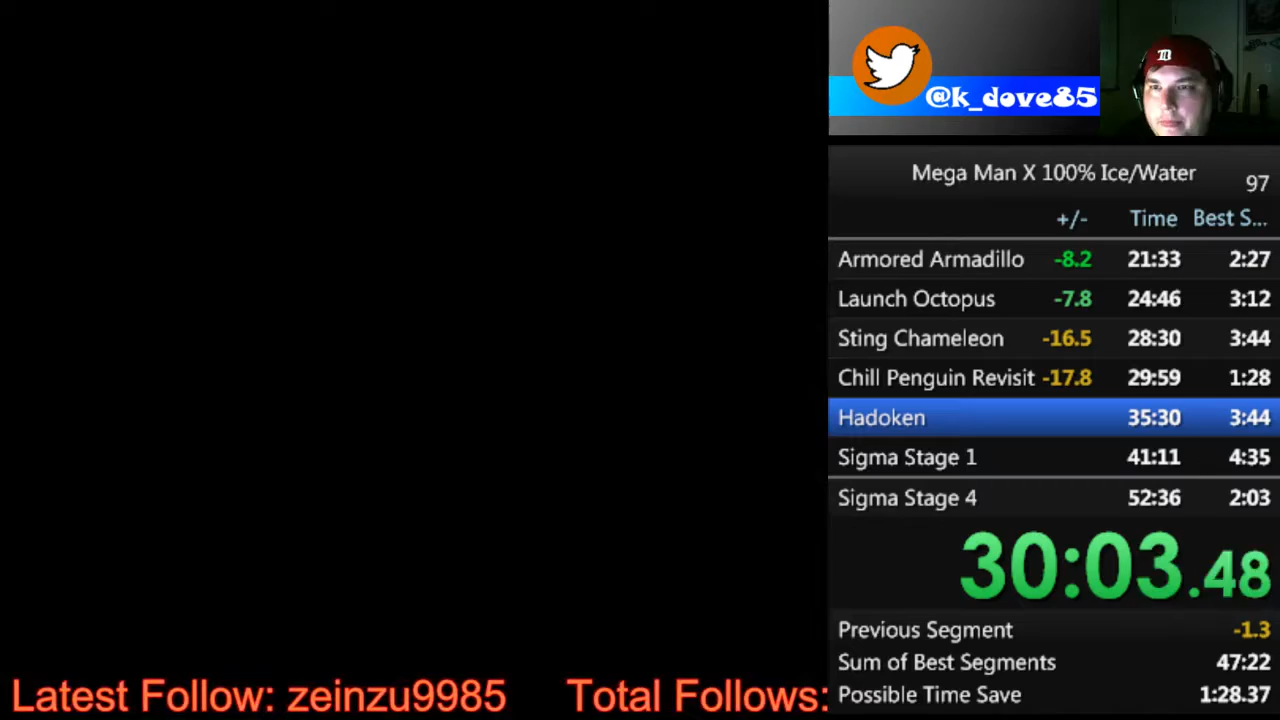 @k_dove85
Mega Man X 100% Ice/Water
97
+/- Time Best S...
Armored Armadillo -8.2 21:33 2:27
Launch Octopus -7.8 24:46 3:12
Sting Chameleon -16.5 28:30 3:44
Chill Penguin Revisit -17.8 29:59 1:28
Hadoken 35:30 3:44
Sigma Stage 1 41:11 4:35
Sigma Stage 4 52:36 2:03
30:03.48
Previous Segment -1.3
Sum of Best Segments 47:22
Possible Time Save 1:28.37
Latest Follow: zeinzu9985 Total Follows: